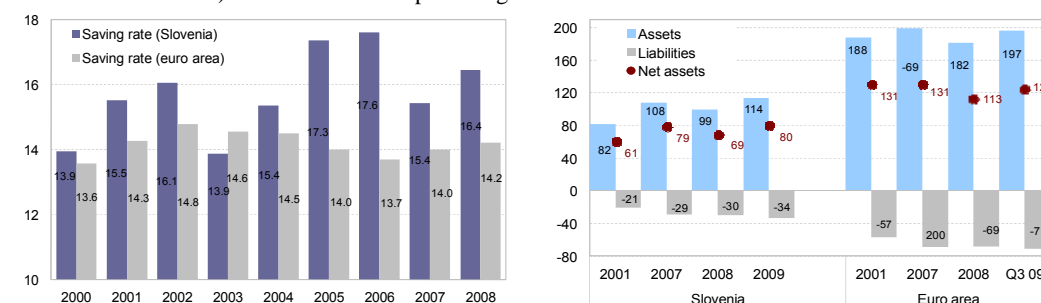 18
16
14
12
10
Saving rate (Slovenia)
Saving rate (euro area)
13.9 13.6 15.5 14.3 16.1 14.8 13.9 14.6 15.4 14.5 17.3 14.0 17.6 13.7 15.4 14.0 16.4 14.2
2000 2001 2002 2003 2004 2005 2006 2007 2008
200
160
120
80
40
0
-40
-80
Assets
Liabilities
Net assets
82 108 99 114 188 -69 182 197
61 79 69 80 131 131 113
-21 -29 -30 -34 -57 200 -69
2001 2007 2008 2009 2001 2007 2008 Q3 09
Slovenia Euro area